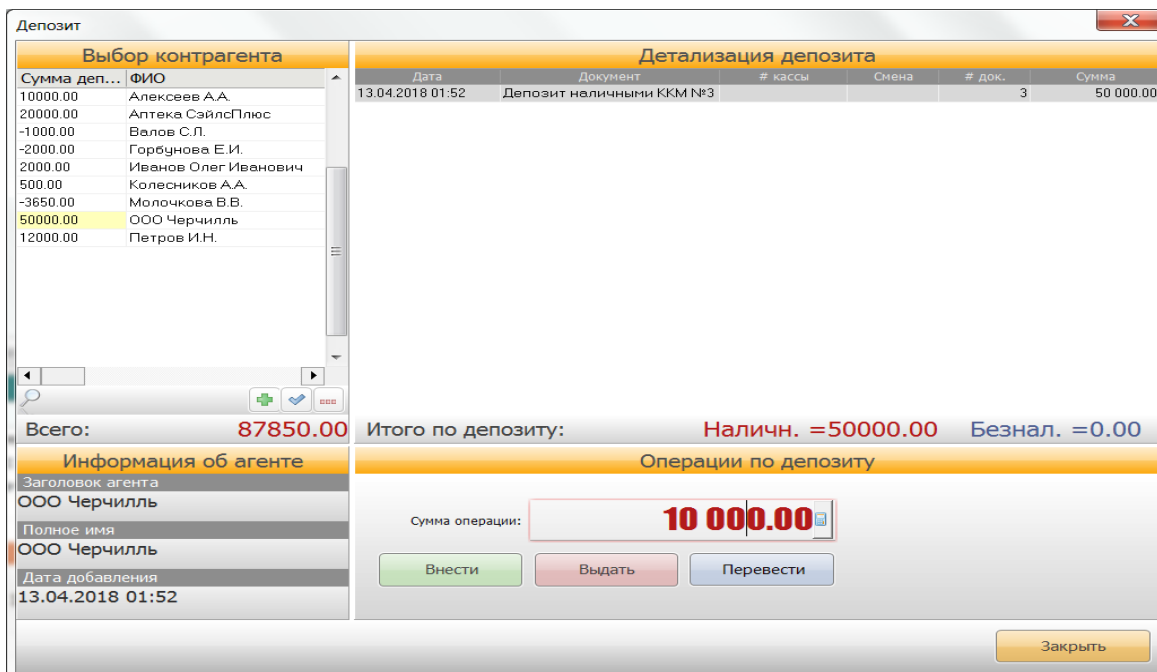 Депозит
Выбор контрагента
Сумма деп... ФИО
10000.00 Алексеев А.А.
20000.00 Аптека СэйлсПлюс
-1000.00 Валов С.Л.
-2000.00 Горбунова Е.И.
2000.00 Иванов Олег Иванович
500.00 Колесников А.А.
-3650.00 Молочкова В.В.
50000.00 ООО Черчилль
12000.00 Петров И.Н.
Всего: 87850.00
Детализация депозита
Дата Документ # кассы Смена # док. Сумма
13.04.2018 01:52 Депозит наличными ККМ №3 3 50 000.00
Итого по депозиту: Наличн. =50000.00 Безнал. =0.00
Информация об агенте
Заголовок агента
ООО Черчилль
Полное имя
ООО Черчилль
Дата добавления
13.04.2018 01:52
Операции по депозиту
Сумма операции: 10 000.00
Внести Выдать Перевести
Закрыть